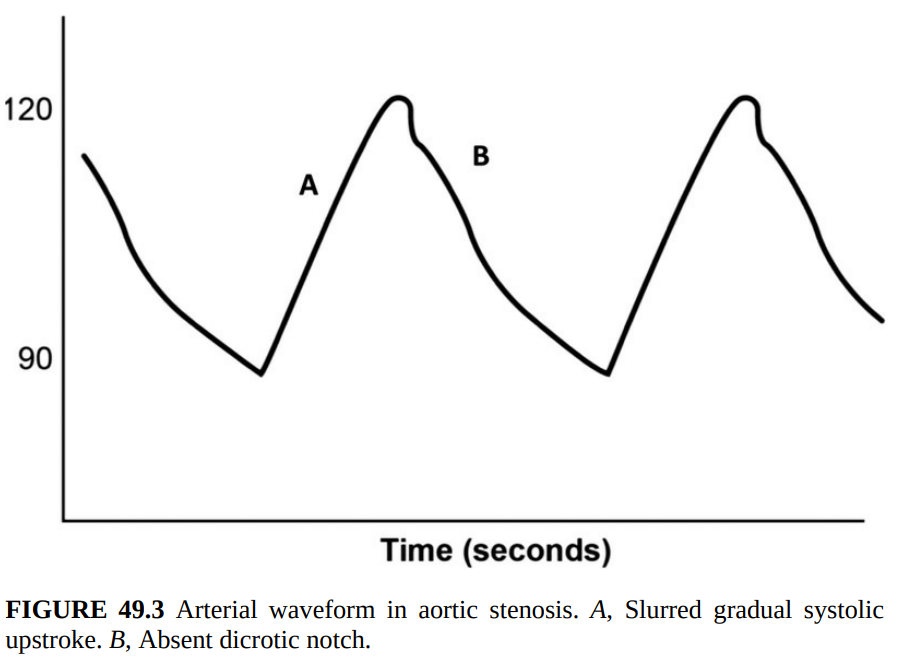 120
A
B
90
Time (seconds)
FIGURE 49.3 Arterial waveform in aortic stenosis. A, Slurred gradual systolic
upstroke. B, Absent dicrotic notch.